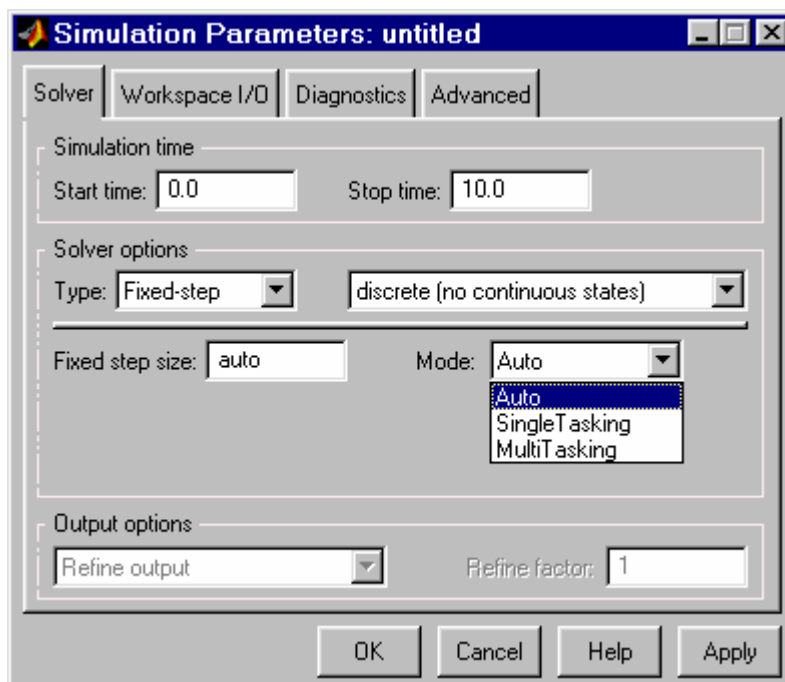 Simulation Parameters: untitled
Solver Workspace I/O Diagnostics Advanced
Simulation time
Start time: 0.0 Stop time: 10.0
Solver options
Type: Fixed-step discrete (no continuous states)
Fixed step size: auto Mode: Auto
Auto
SingleTasking
MultiTasking
Output options
Refine output Refine factor: 1
OK Cancel Help Apply